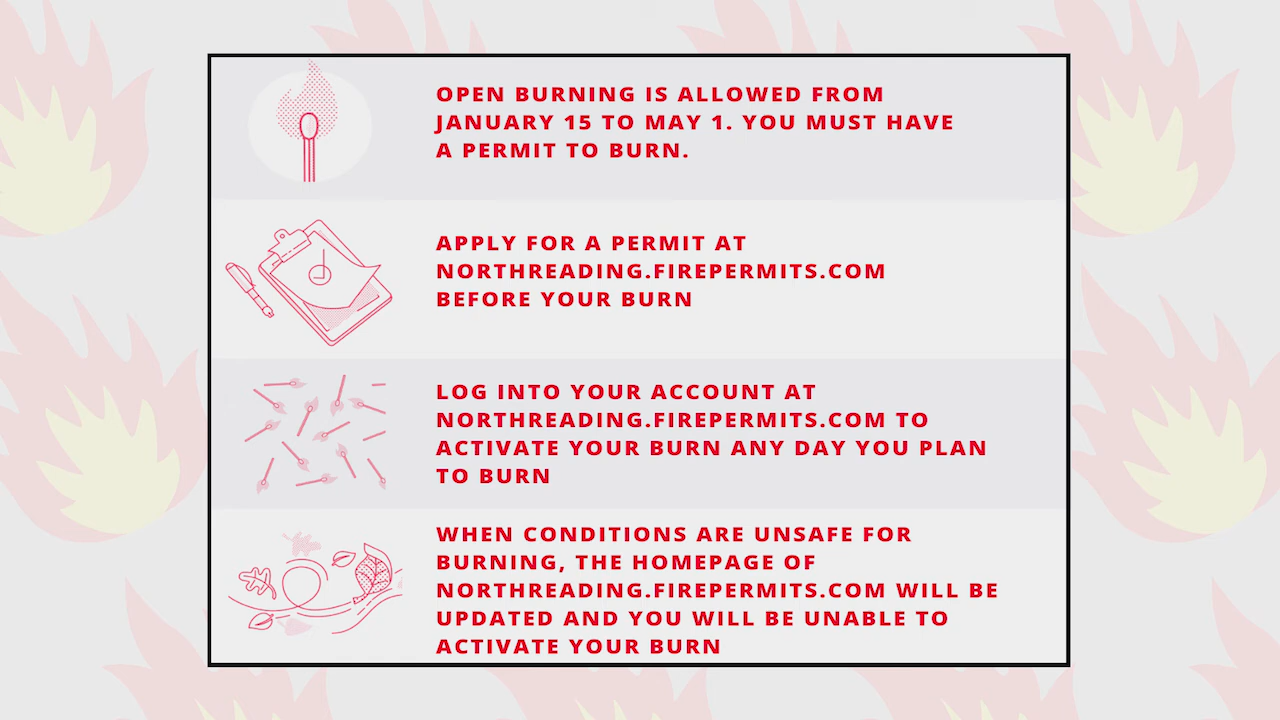 OPEN BURNING IS ALLOWED FROM
JANUARY 15 TO MAY 1. YOU MUST HAVE
A PERMIT TO BURN.
APPLY FOR A PERMIT AT
NORTHREADING.FIREPERMITS.COM
BEFORE YOUR BURN
LOG INTO YOUR ACCOUNT AT
NORTHREADING.FIREPERMITS.COM TO
ACTIVATE YOUR BURN ANY DAY YOU PLAN
TO BURN
WHEN CONDITIONS ARE UNSAFE FOR
BURNING, THE HOMEPAGE OF
NORTHREADING.FIREPERMITS.COM WILL BE
UPDATED AND YOU WILL BE UNABLE TO
ACTIVATE YOUR BURN